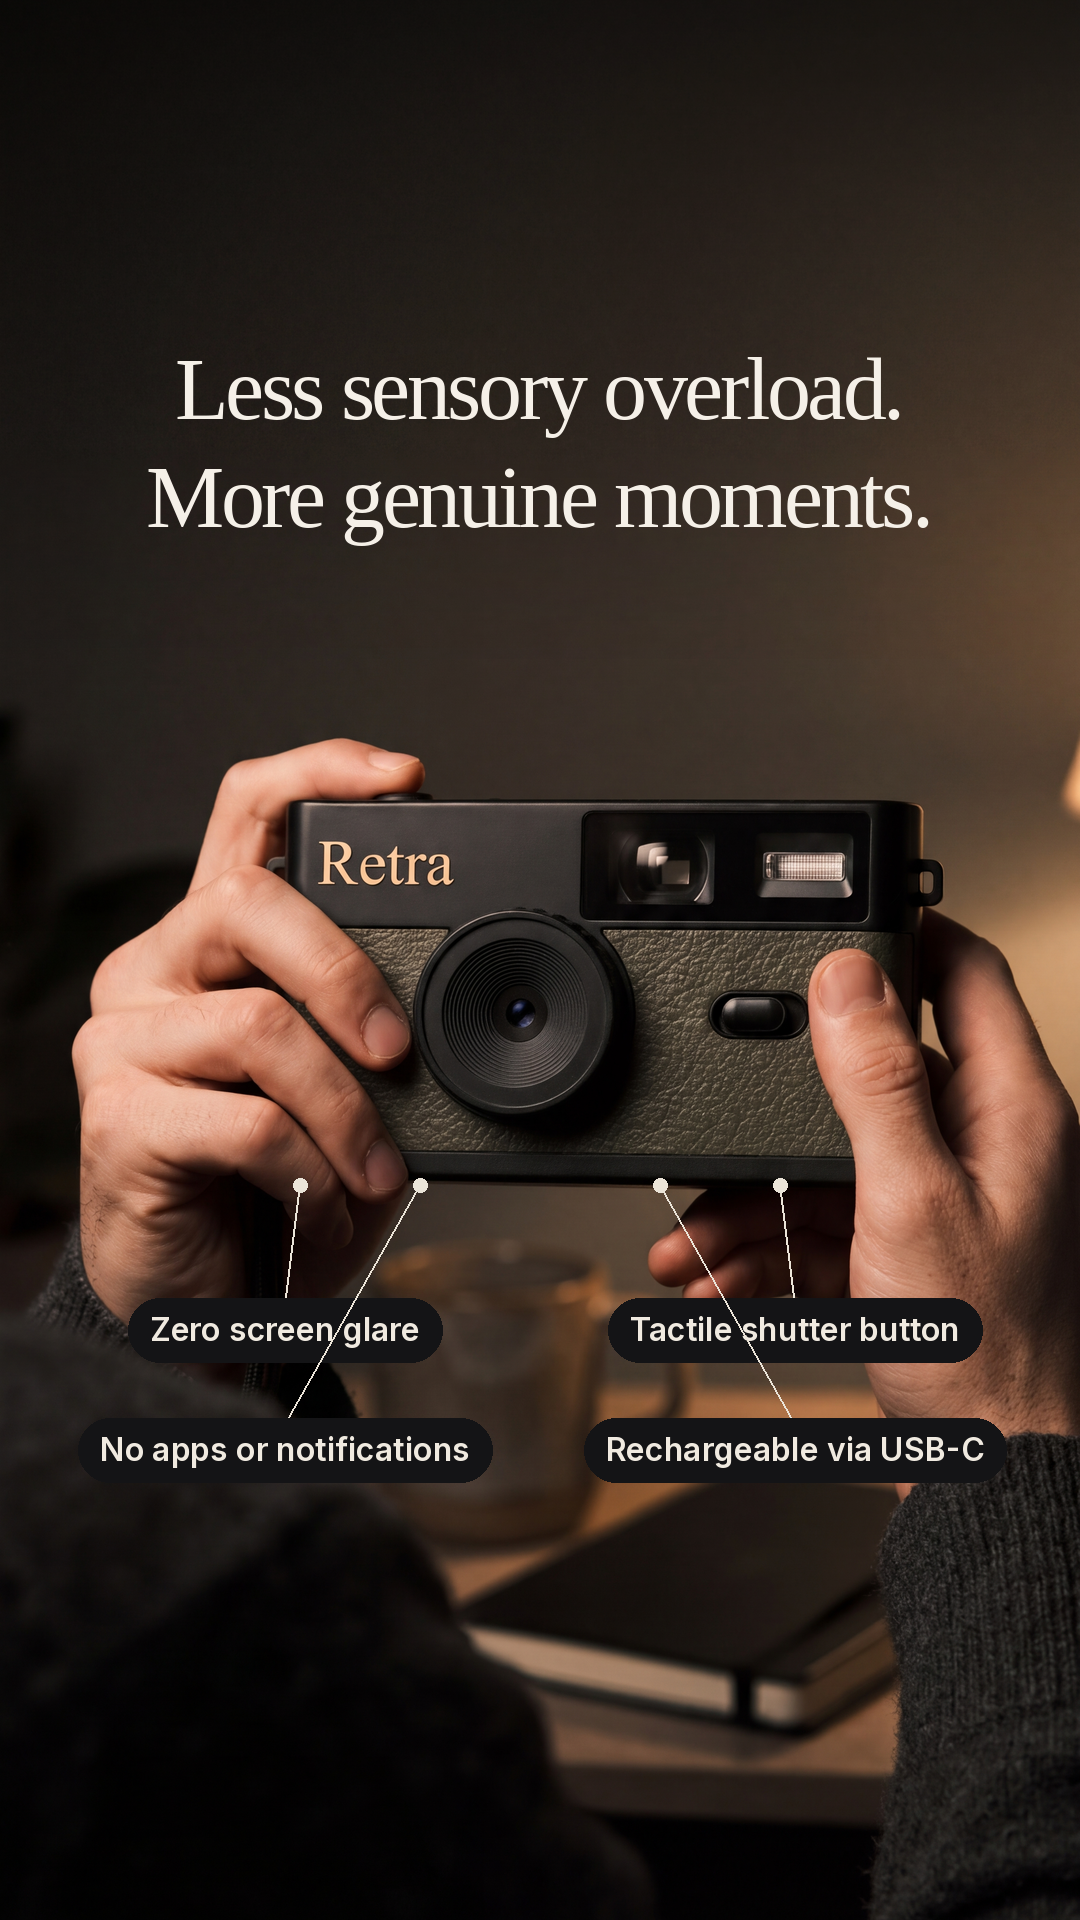 Less sensory overload.
More genuine moments.
Retra
Zero screen glare
Tactile shutter button
No apps or notifications
Rechargeable via USB-C